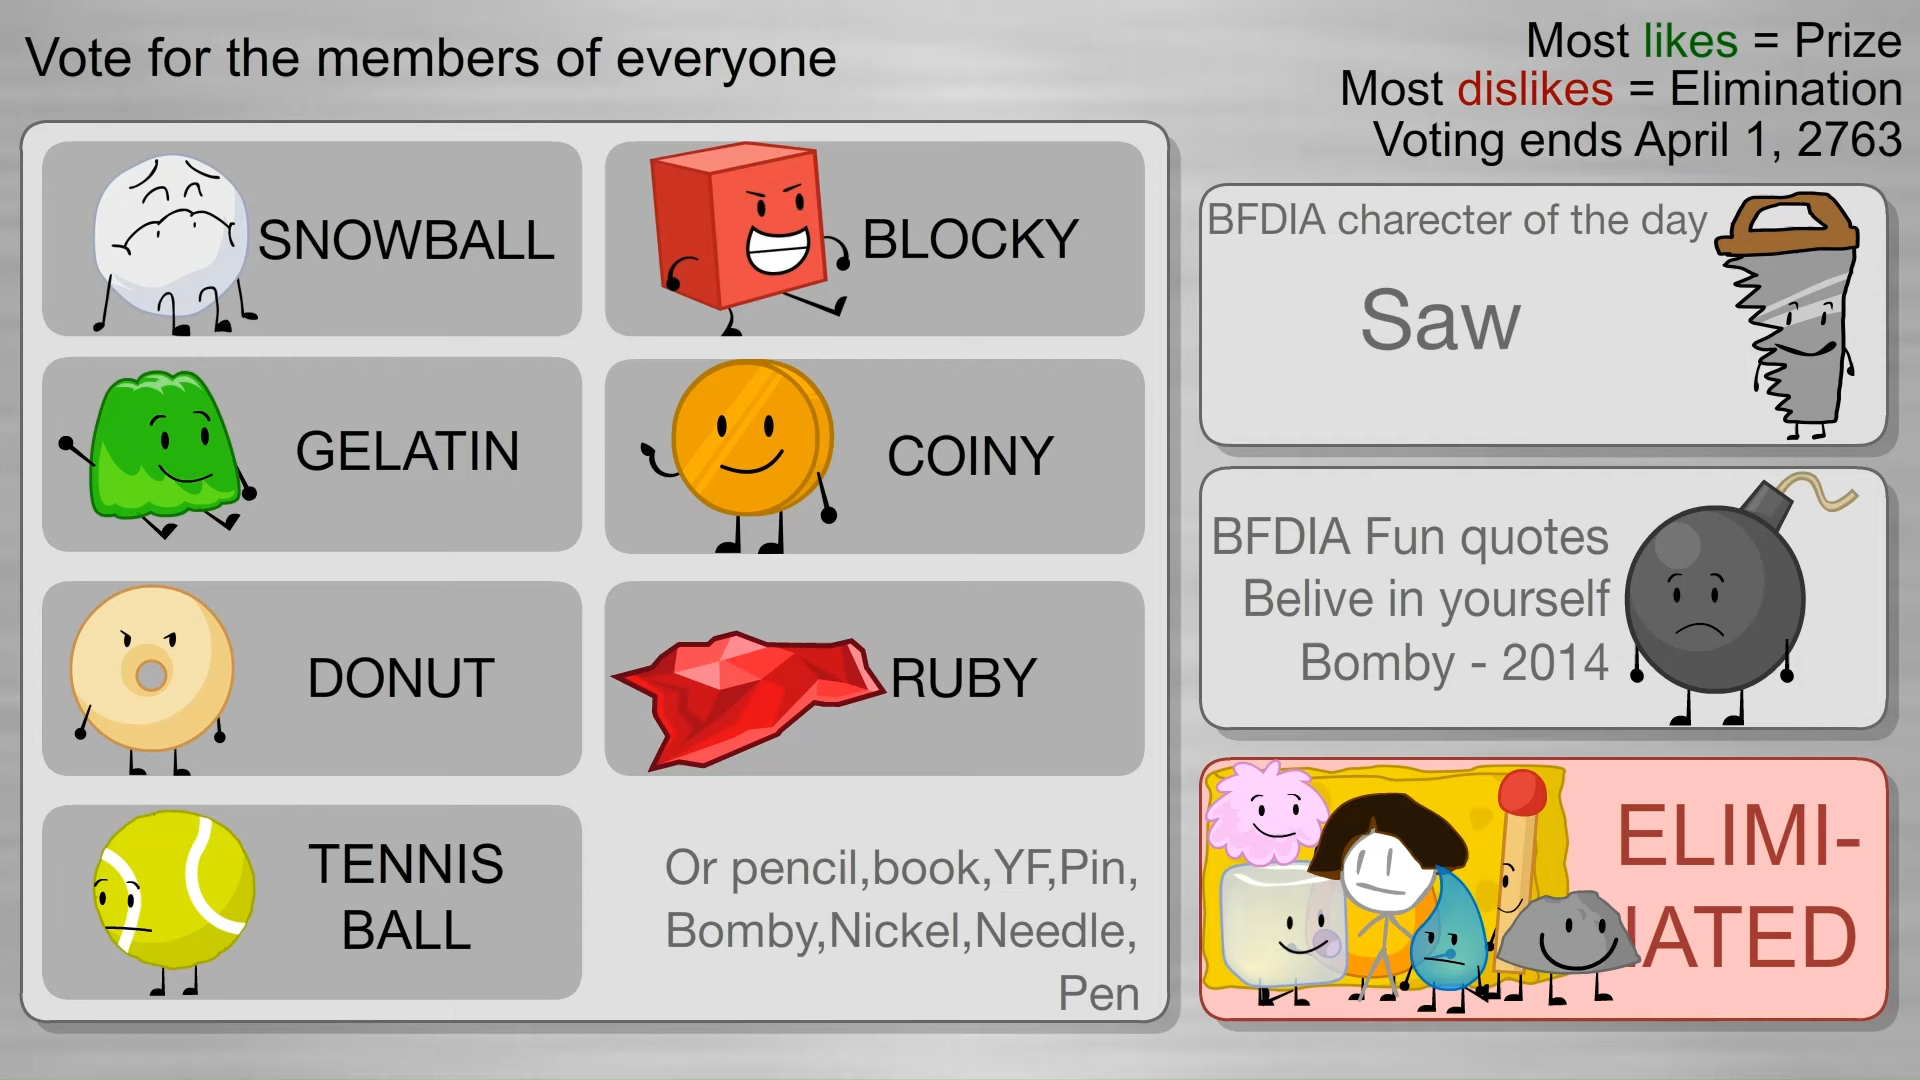 Vote for the members of everyone
Most likes = Prize
Most dislikes = Elimination
Voting ends April 1, 2763
SNOWBALL
BLOCKY
GELATIN
COINY
DONUT
RUBY
TENNIS
BALL
Or pencil,book,YF,Pin,
Bomby,Nickel,Needle,
Pen
BFDIA charecter of the day
Saw
BFDIA Fun quotes
Belive in yourself
Bomby - 2014
ELIMI-
IATED